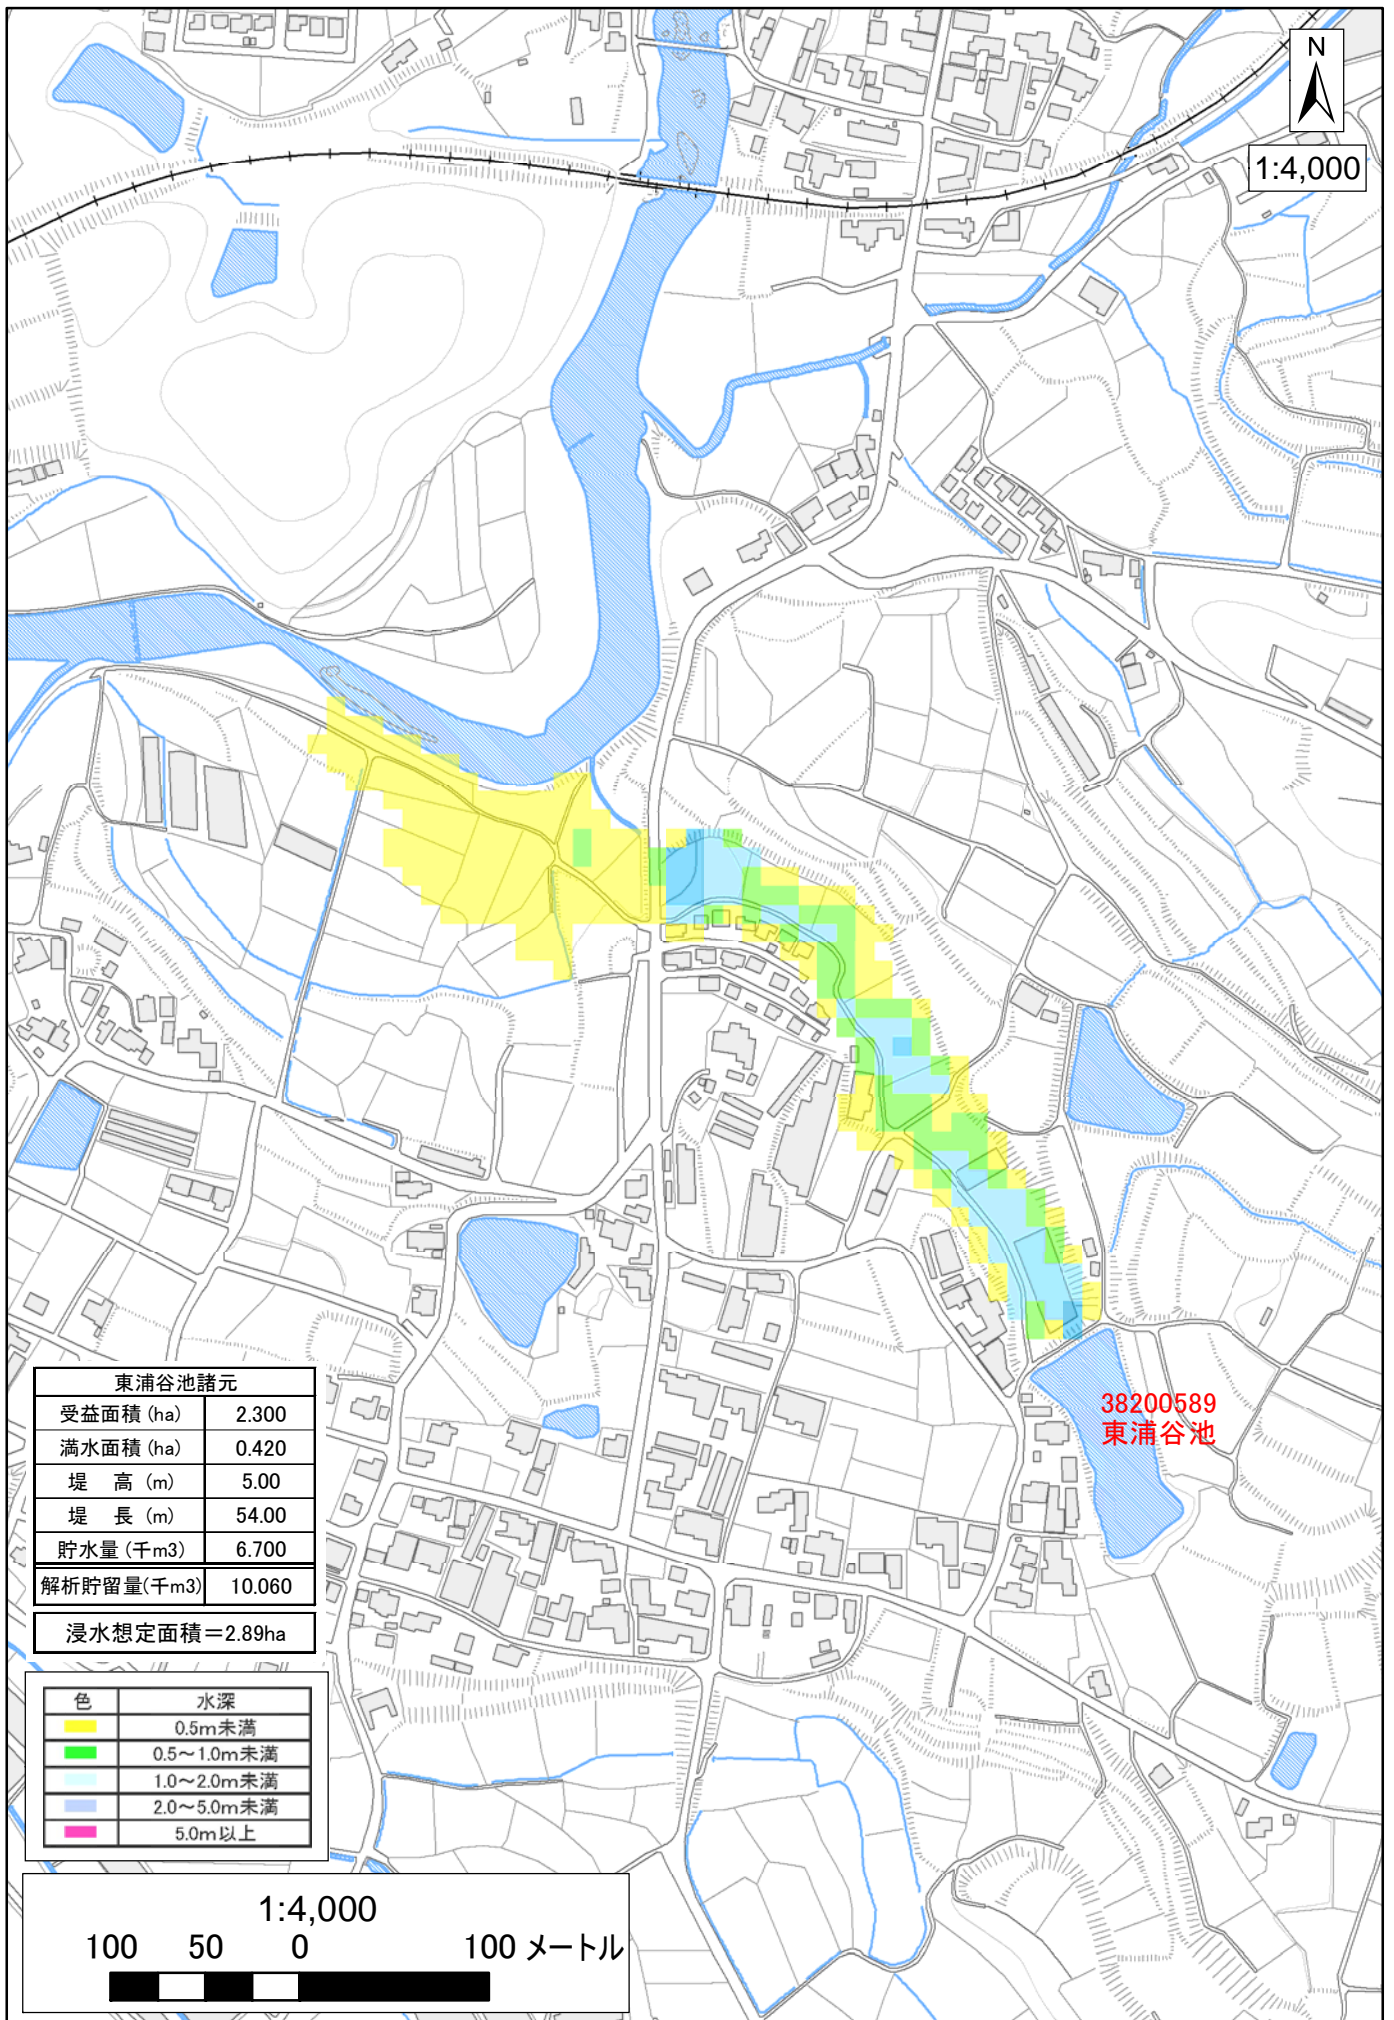 N
1:4,000
38200589
東浦谷池
東浦谷池諸元
受益面積 (ha) 2.300
満水面積 (ha) 0.420
堤 高 (m) 5.00
堤 長 (m) 54.00
貯水量 (千m3) 6.700
解析貯留量(千m3) 10.060
浸水想定面積＝2.89ha
色 水深
0.5m未満
0.5～1.0m未満
1.0～2.0m未満
2.0～5.0m未満
5.0m以上
1:4,000
100 50 0 100 メートル